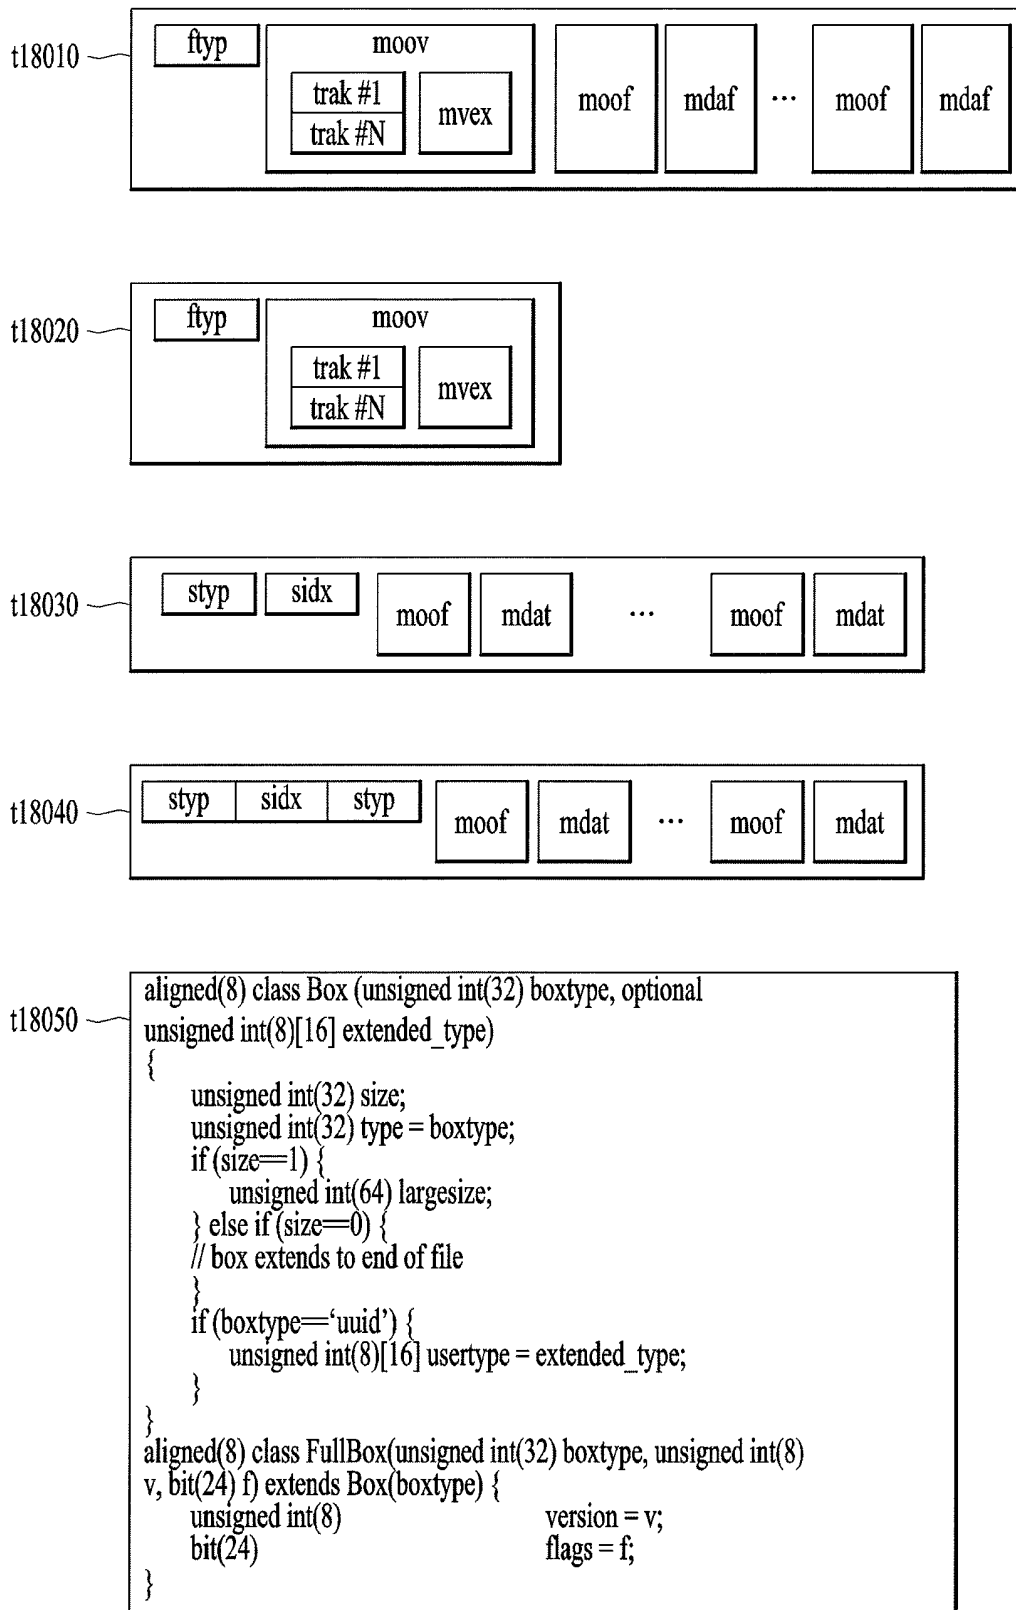 t18010
ftyp
moov
trak #1
trak #N
mvex
moof
mdaf
...
moof
mdaf
t18020
ftyp
moov
trak #1
trak #N
mvex
t18030
styp
sidx
moof
mdat
...
moof
mdat
t18040
styp
sidx
styp
moof
mdat
...
moof
mdat
t18050
aligned(8) class Box (unsigned int(32) boxtype, optional
unsigned int(8)[16] extended_type)
{
unsigned int(32) size;
unsigned int(32) type = boxtype;
if (size==1) {
unsigned int(64) largesize;
} else if (size==0) {
// box extends to end of file
}
if (boxtype==‘uuid’) {
unsigned int(8)[16] usertype = extended_type;
}
}
aligned(8) class FullBox(unsigned int(32) boxtype, unsigned int(8)
v, bit(24) f) extends Box(boxtype) {
unsigned int(8) version = v;
bit(24) flags = f;
}